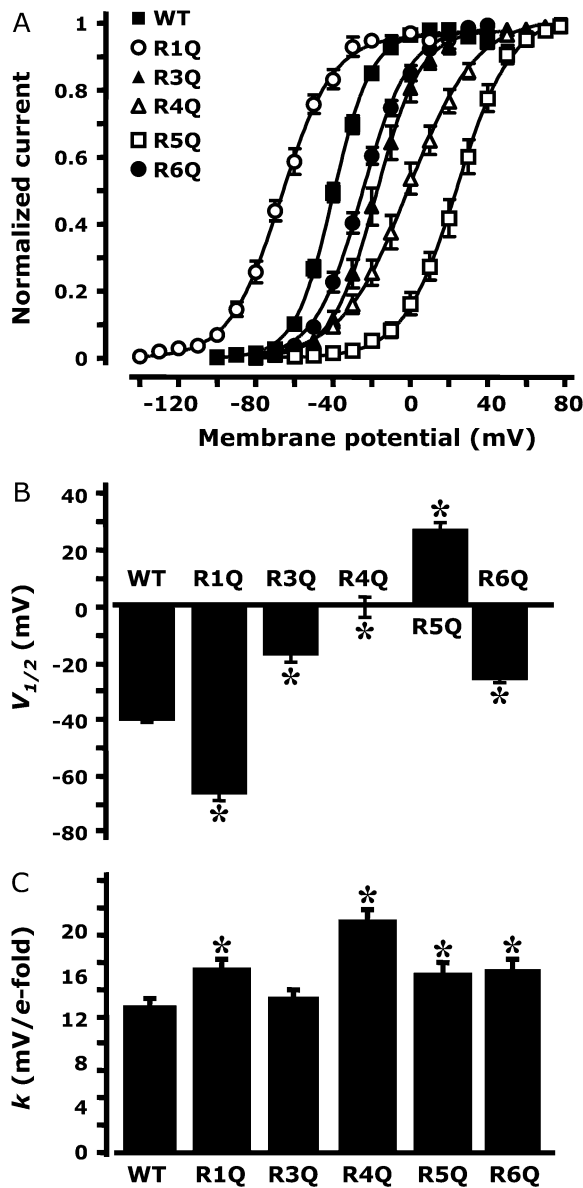 A
WT
R1Q
R3Q
R4Q
R5Q
R6Q
Normalized current
1
0.8
0.6
0.4
0.2
0
-120 -80 -40 0 40 80
Membrane potential (mV)
B
V1/2 (mV)
40
20
0
-20
-40
-60
-80
WT R1Q R3Q R4Q R6Q
R5Q
* * * * *
C
k (mV/e-fold)
20
16
12
8
4
0
* * * *
WT R1Q R3Q R4Q R5Q R6Q